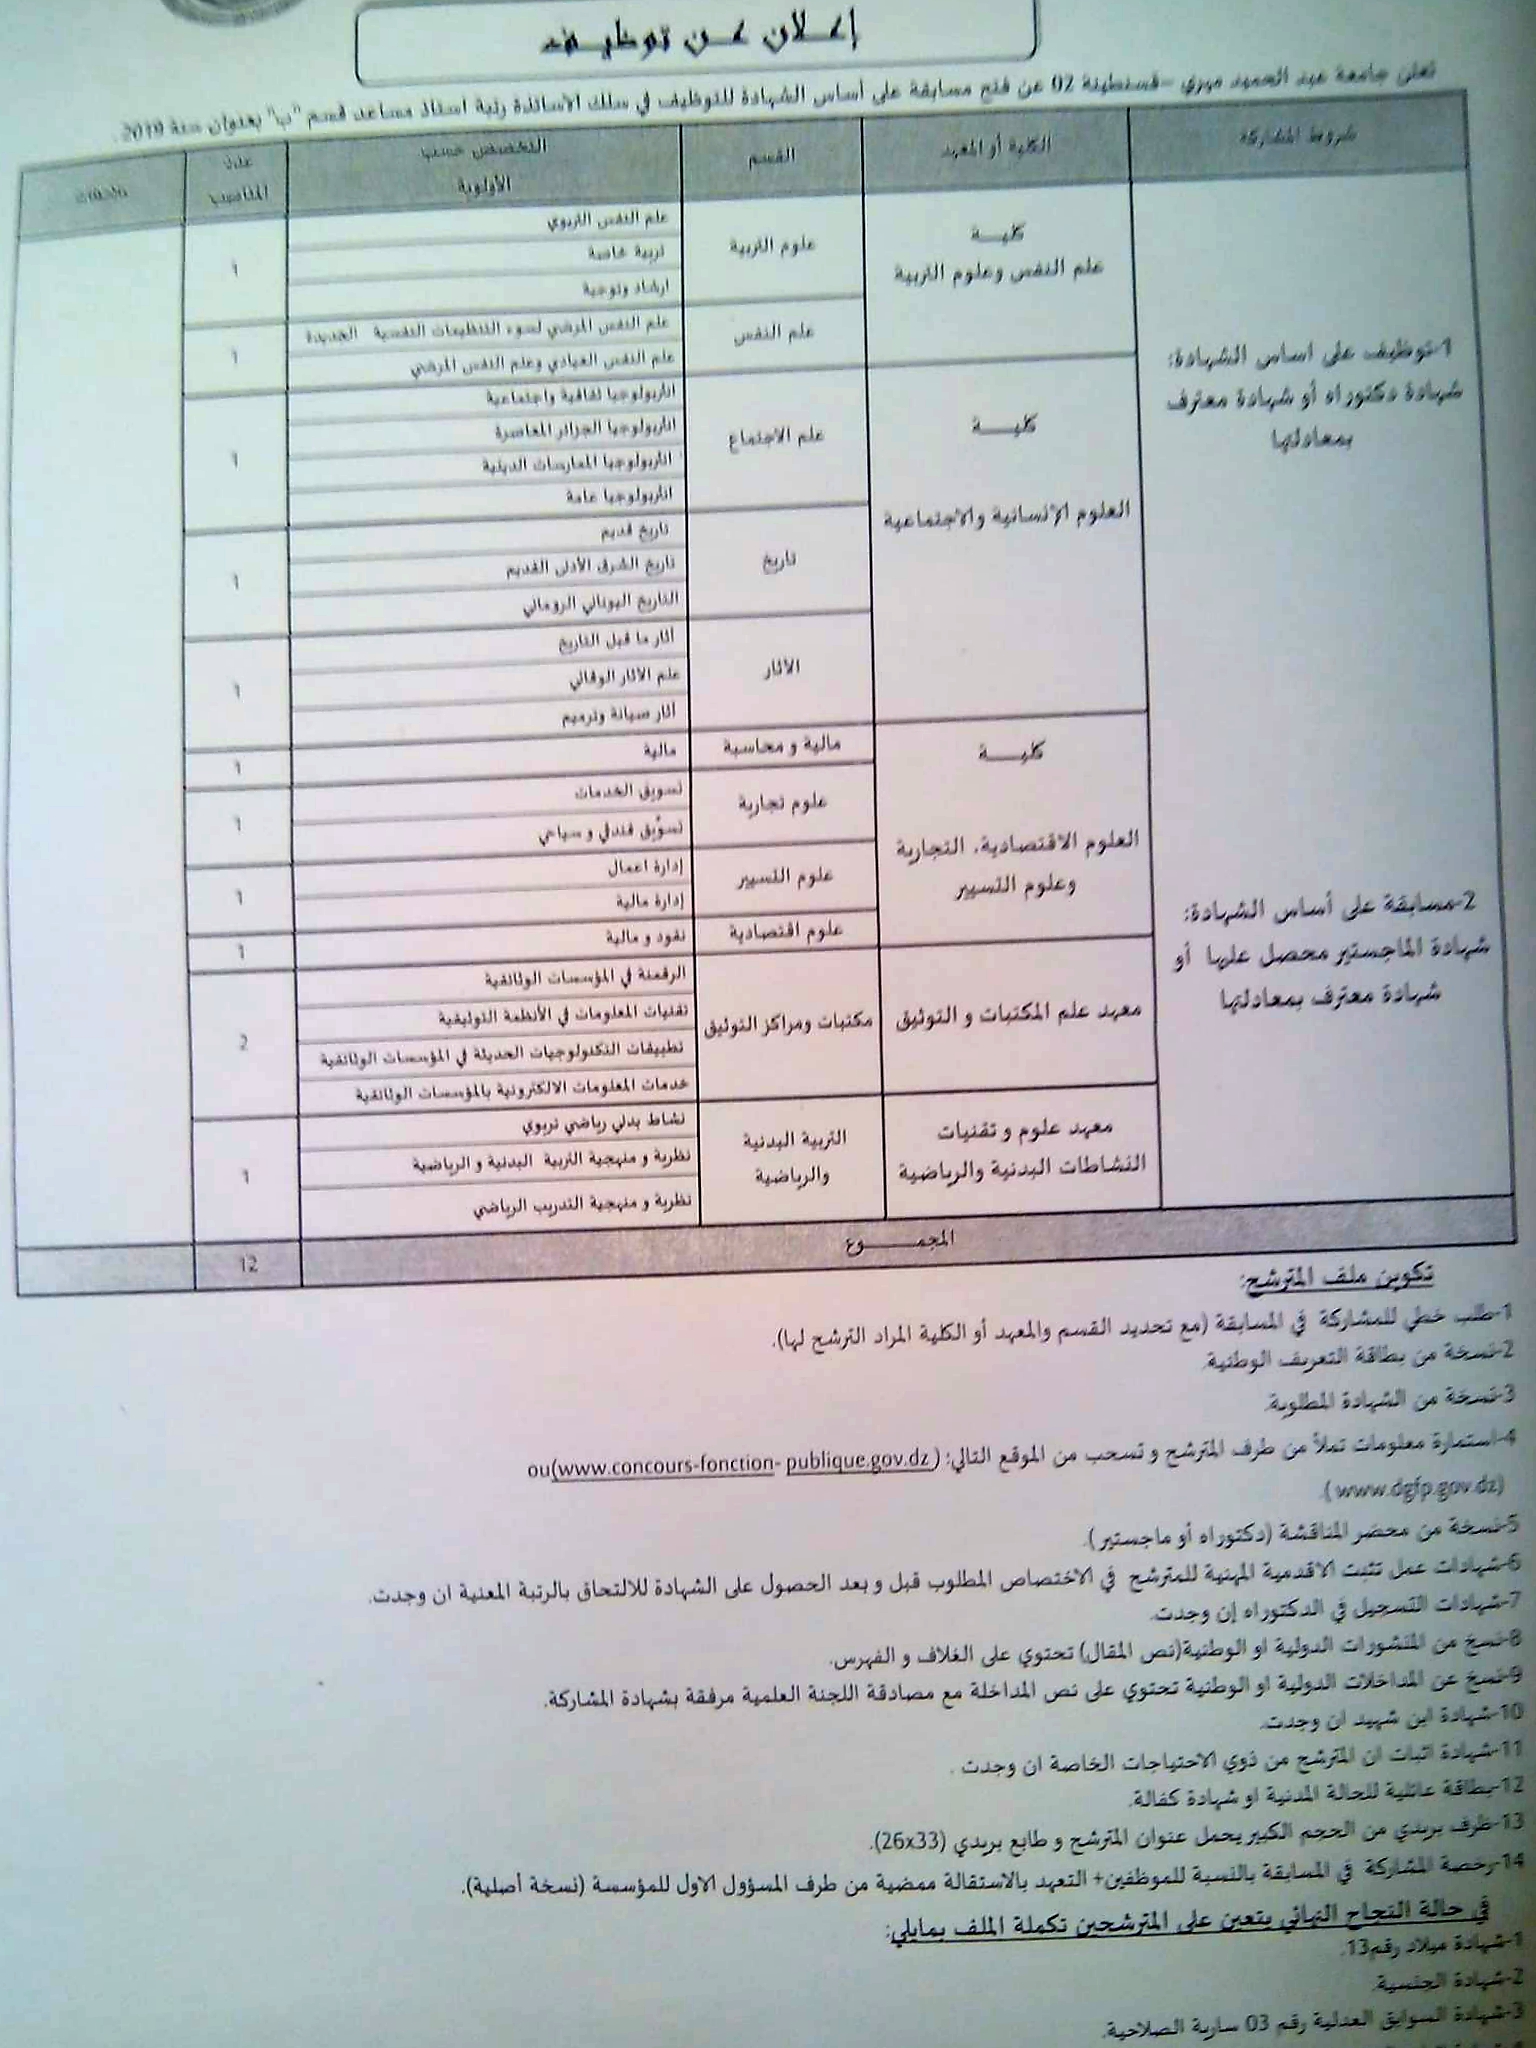 إعلان عن توظيف
تعلن جامعة عبد الحميد مهري –قسنطينة 02 عن فتح مسابقة على أساس الشهادة للتوظيف في سلك الأساتذة رتبة استاذ مساعد قسم "ب" بعنوان سنة 2019.
شروط المشاركة
الكلية أو المعهد
القسم
التخصص حسب
الأولوية
عدد
المناصب
1-توظيف على اساس الشهادة:
شهادة دكتوراه أو شهادة معترف
بمعادلتها
2-مسابقة على أساس الشهادة:
شهادة الماجستير محصل عليها أو
شهادة معترف بمعادلتها
كليـــة
علم النفس وعلوم التربية
علوم التربية
علم النفس التربوي
تربية خاصة
ارشاد وتوجيه
1
علم النفس
علم النفس المرضي لسوء التنظيمات النفسية الجديدة
علم النفس العيادي وعلم النفس المرضي
1
كليـــة
العلوم الإنسانية والاجتماعية
علم الاجتماع
انثربولوجيا ثقافية واجتماعية
انثربولوجيا الجزائر المعاصرة
انثربولوجيا الممارسات الدينية
انثربولوجيا عامة
1
تاريخ
تاريخ قديم
تاريخ الشرق الأدنى القديم
التاريخ اليوناني الروماني
1
الآثار
آثار ما قبل التاريخ
علم الاثار الوقائي
آثار صيانة وترميم
1
كليـــة
العلوم الاقتصادية، التجارية
وعلوم التسيير
مالية و محاسبة
مالية
1
علوم تجارية
تسويق الخدمات
تسويق فندقي و سياحي
1
علوم التسيير
إدارة اعمال
إدارة مالية
1
علوم اقتصادية
نقود و مالية
1
معهد علم المكتبات و التوثيق
مكتبات ومراكز التوثيق
الرقمنة في المؤسسات الوثائقية
تقنيات المعلومات في الأنظمة التوثيقية
تطبيقات التكنولوجيات الحديثة في المؤسسات الوثائقية
خدمات المعلومات الالكترونية بالمؤسسات الوثائقية
2
معهد علوم و تقنيات
النشاطات البدنية والرياضية
التربية البدنية
والرياضية
نشاط بدني رياضي تربوي
نظرية و منهجية التربية البدنية و الرياضية
نظرية و منهجية التدريب الرياضي
1
المجمـــــوع
12
تكوين ملف المترشح:
1-طلب خطي للمشاركة في المسابقة (مع تحديد القسم والمعهد أو الكلية المراد الترشح لها).
2-نسخة من بطاقة التعريف الوطنية.
3-نسخة من الشهادة المطلوبة.
4-استمارة معلومات تملأ من طرف المترشح و تسحب من الموقع التالي: (www.concours-fonction- publique.gov.dz)ou
(www.dgfp.gov.dz).
5-نسخة من محضر المناقشة (دكتوراه أو ماجستير).
6-شهادات عمل تثبت الاقدمية المهنية للمترشح في الاختصاص المطلوب قبل و بعد الحصول على الشهادة للالتحاق بالرتبة المعنية ان وجدت.
7-شهادات التسجيل في الدكتوراه إن وجدت.
8-نسخ من المنشورات الدولية او الوطنية(نص المقال) تحتوي على الغلاف و الفهرس.
9-نسخ عن المداخلات الدولية او الوطنية تحتوي على نص المداخلة مع مصادقة اللجنة العلمية مرفقة بشهادة المشاركة.
10-شهادة ابن شهيد ان وجدت.
11-شهادة اثبات ان المترشح من ذوي الاحتياجات الخاصة ان وجدت .
12-بطاقة عائلية للحالة المدنية او شهادة كفالة.
13-ظرف بريدي من الحجم الكبير يحمل عنوان المترشح و طابع بريدي (26x33).
14-رخصة المشاركة في المسابقة بالنسبة للموظفين+ التعهد بالاستقالة ممضية من طرف المسؤول الاول للمؤسسة (نسخة أصلية).
في حالة النجاح النهائي يتعين على المترشحين تكملة الملف بمايلي:
1-شهادة ميلاد رقم13.
2-شهادة الجنسية.
3-شهادة السوابق العدلية رقم 03 سارية الصلاحية.